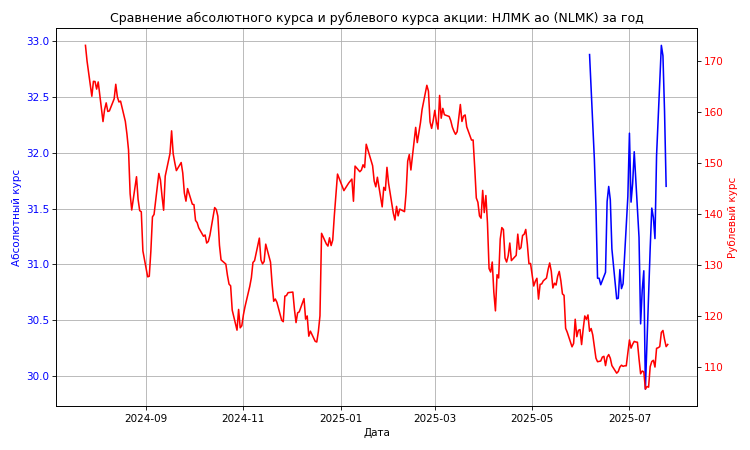 Сравнение абсолютного курса и рублевого курса акции: НЛМК ао (NLMK) за год
33.0
32.5
32.0
31.5
31.0
30.5
30.0
Абсолютный курс
170
160
150
140
130
120
110
Рублевый курс
2024-09 2024-11 2025-01 2025-03 2025-05 2025-07
Дата